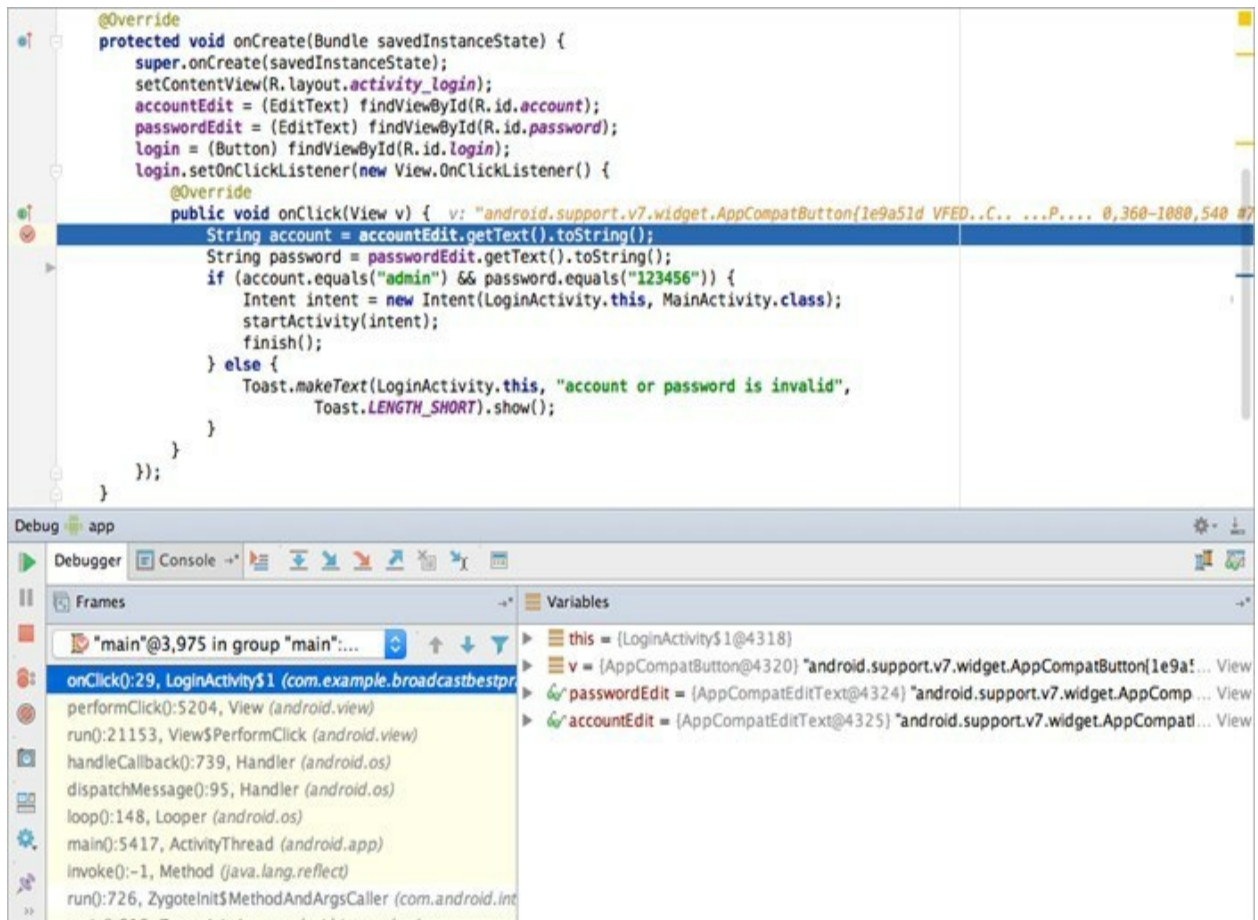 @Override
protected void onCreate(Bundle savedInstanceState) {
super.onCreate(savedInstanceState);
setContentView(R.layout.activity_login);
accountEdit = (EditText) findViewById(R.id.account);
passwordEdit = (EditText) findViewById(R.id.password);
login = (Button) findViewById(R.id.login);
login.setOnClickListener(new View.OnClickListener() {
@Override
public void onClick(View v) { v: "android.support.v7.widget.AppCompatButton{1e9a51d VFED..C.. ...P.... 0,360-1080,540 #7
String account = accountEdit.getText().toString();
String password = passwordEdit.getText().toString();
if (account.equals("admin") && password.equals("123456")) {
Intent intent = new Intent(LoginActivity.this, MainActivity.class);
startActivity(intent);
finish();
} else {
Toast.makeText(LoginActivity.this, "account or password is invalid",
Toast.LENGTH_SHORT).show();
}
}
});
}
Debug app
Debugger Console
Frames
Variables
"main"@3,975 in group "main":...
onClick():29, LoginActivity$1 (com.example.broadcastbestpr
performClick():5204, View (android.view)
run():21153, View$PerformClick (android.view)
handleCallback():739, Handler (android.os)
dispatchMessage():95, Handler (android.os)
loop():148, Looper (android.os)
main():5417, ActivityThread (android.app)
invoke():-1, Method (java.lang.reflect)
run():726, ZygoteInit$MethodAndArgsCaller (com.android.int
this = {LoginActivity$1@4318}
v = {AppCompatButton@4320} "android.support.v7.widget.AppCompatButton{1e9a5... View
passwordEdit = {AppCompatEditText@4324} "android.support.v7.widget.AppComp... View
accountEdit = {AppCompatEditText@4325} "android.support.v7.widget.AppCompatI... View